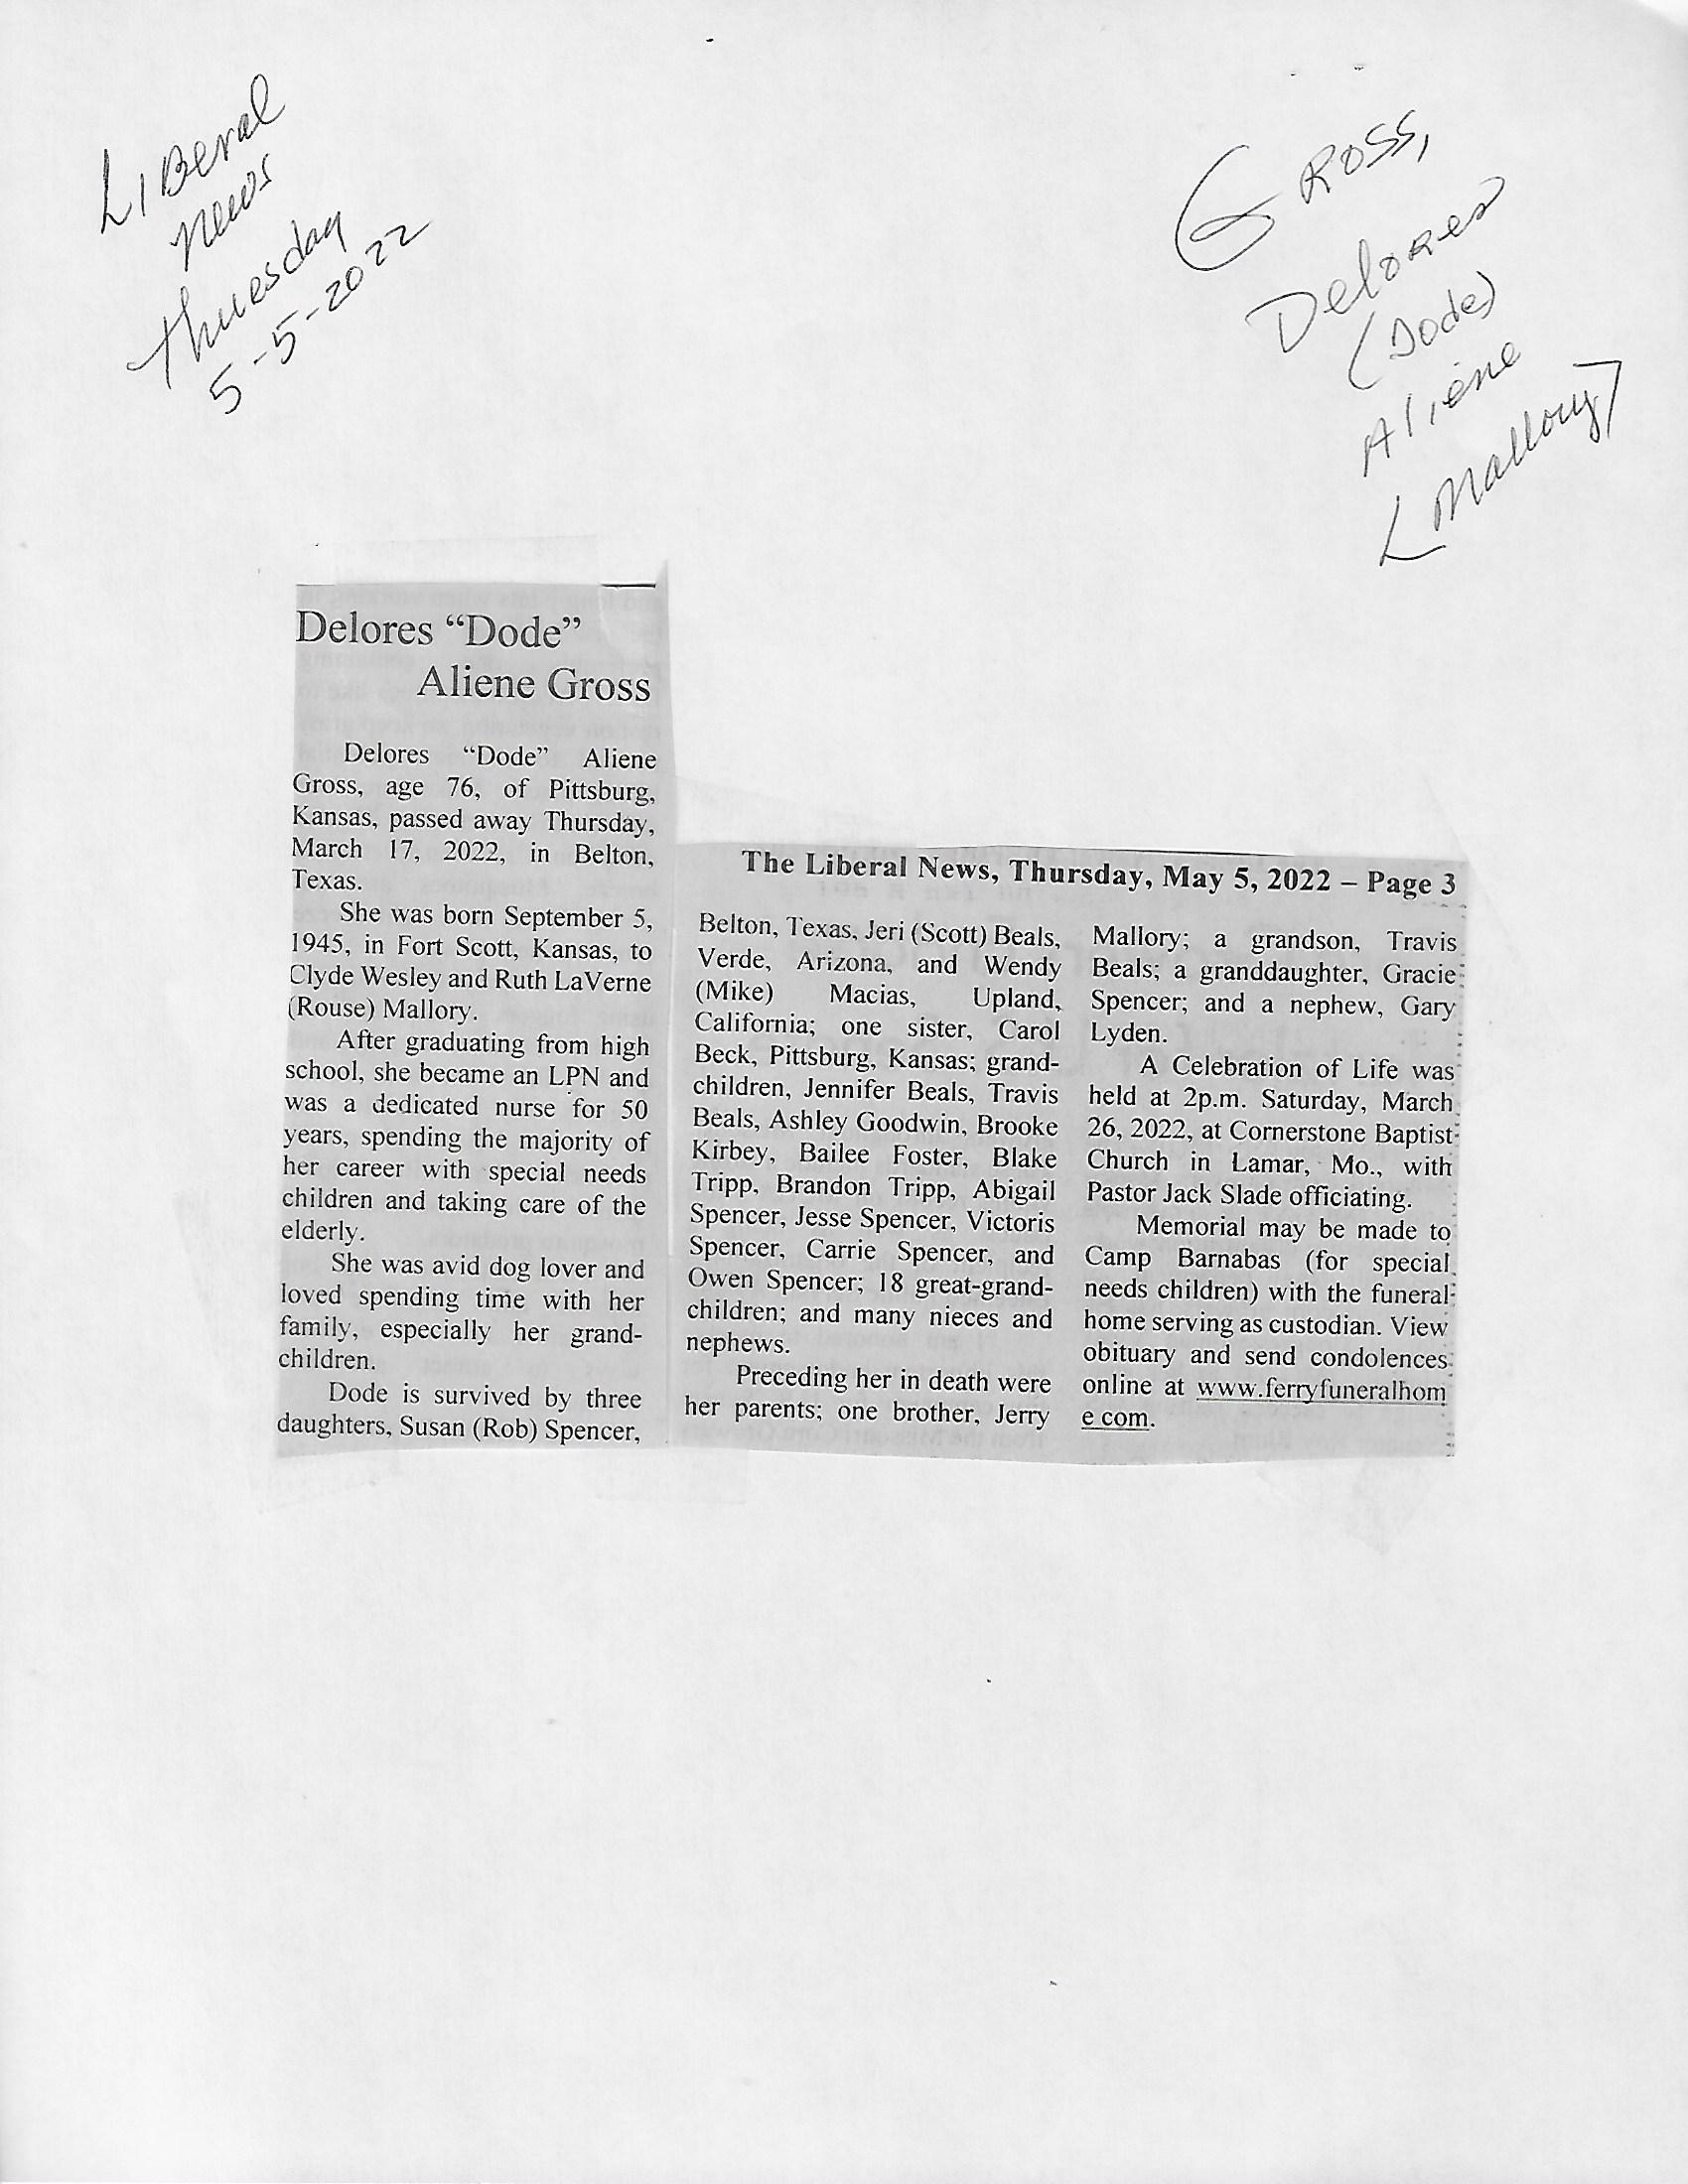 LIBeral
News
Thuesday
5-5-2022
GROSS,
Delores
(Dode)
Aliene
[Mallory]
Delores “Dode”
Aliene Gross
Delores “Dode” Aliene
Gross, age 76, of Pittsburg,
Kansas, passed away Thursday,
March 17, 2022, in Belton,
Texas.
She was born September 5,
1945, in Fort Scott, Kansas, to
Clyde Wesley and Ruth LaVerne
(Rouse) Mallory.
After graduating from high
school, she became an LPN and
was a dedicated nurse for 50
years, spending the majority of
her career with special needs
children and taking care of the
elderly.
She was avid dog lover and
loved spending time with her
family, especially her grand-
children.
Dode is survived by three
daughters, Susan (Rob) Spencer,
The Liberal News, Thursday, May 5, 2022 – Page 3
Belton, Texas, Jeri (Scott) Beals,
Verde, Arizona, and Wendy
(Mike) Macias, Upland,
California; one sister, Carol
Beck, Pittsburg, Kansas; grand-
children, Jennifer Beals, Travis
Beals, Ashley Goodwin, Brooke
Kirbey, Bailee Foster, Blake
Tripp, Brandon Tripp, Abigail
Spencer, Jesse Spencer, Victoris
Spencer, Carrie Spencer, and
Owen Spencer; 18 great-grand-
children; and many nieces and
nephews.
Preceding her in death were
her parents; one brother, Jerry
Mallory; a grandson, Travis
Beals; a granddaughter, Gracie
Spencer; and a nephew, Gary
Lyden.
A Celebration of Life was
held at 2p.m. Saturday, March
26, 2022, at Cornerstone Baptist
Church in Lamar, Mo., with
Pastor Jack Slade officiating.
Memorial may be made to
Camp Barnabas (for special
needs children) with the funeral
home serving as custodian. View
obituary and send condolences
online at www.ferryfuneralhom
e com.